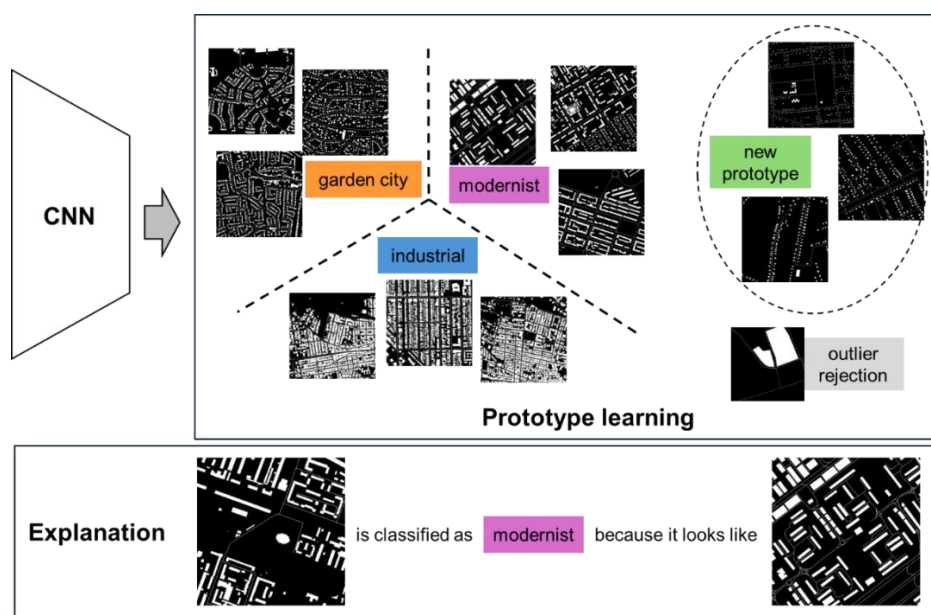 CNN
garden city
modernist
industrial
new
prototype
outlier
rejection
Prototype learning
Explanation
is classified as modernist because it looks like